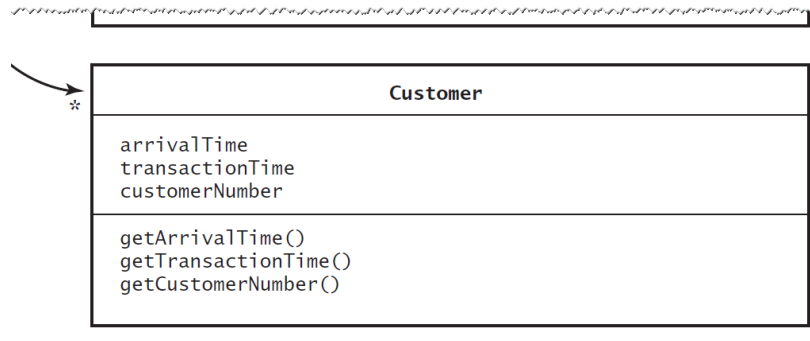 *
Customer
arrivalTime
transactionTime
customerNumber
getArrivalTime()
getTransactionTime()
getCustomerNumber()